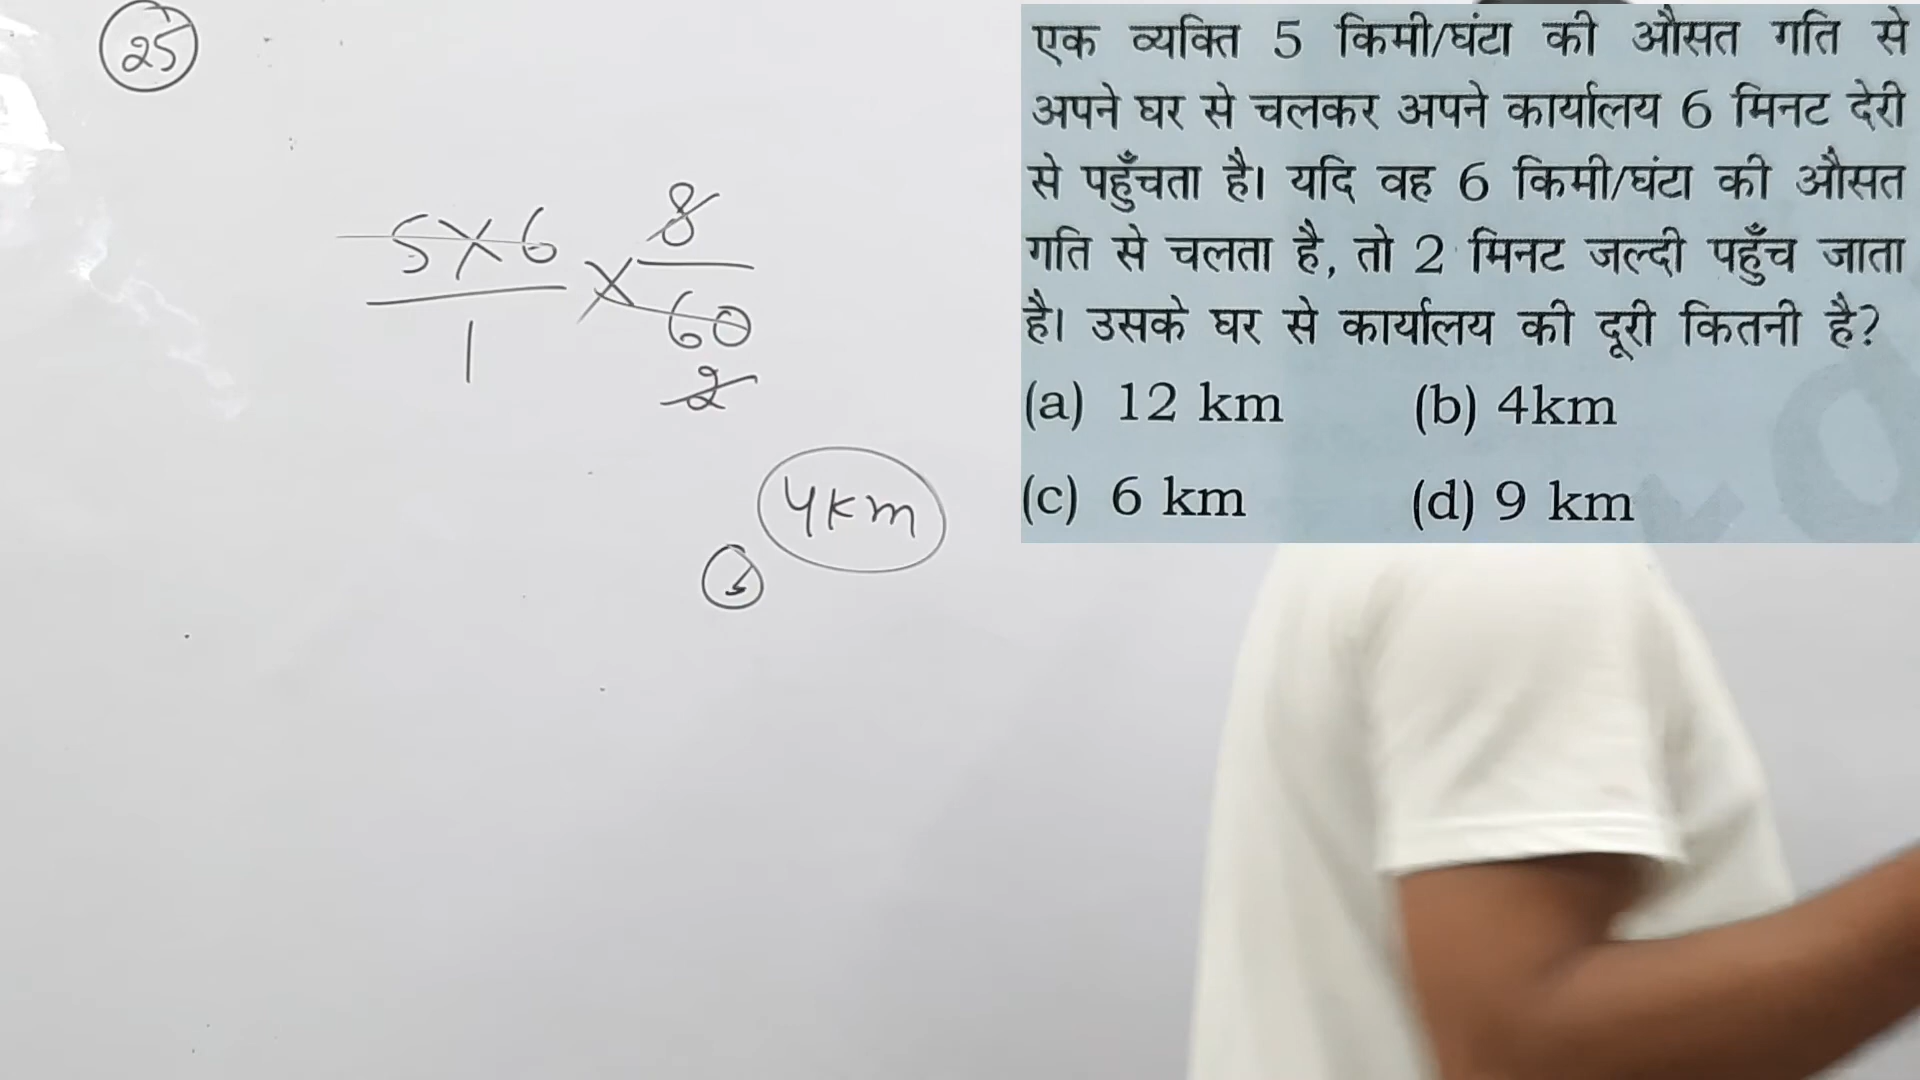 25
5 × 6 × 8
1 60
2
4km
एक व्यक्ति 5 किमी/घंटा की औसत गति से
अपने घर से चलकर अपने कार्यालय 6 मिनट देरी
से पहुँचता है। यदि वह 6 किमी/घंटा की औसत
गति से चलता है, तो 2 मिनट जल्दी पहुँच जाता
है। उसके घर से कार्यालय की दूरी कितनी है?
(a) 12 km (b) 4km
(c) 6 km (d) 9 km